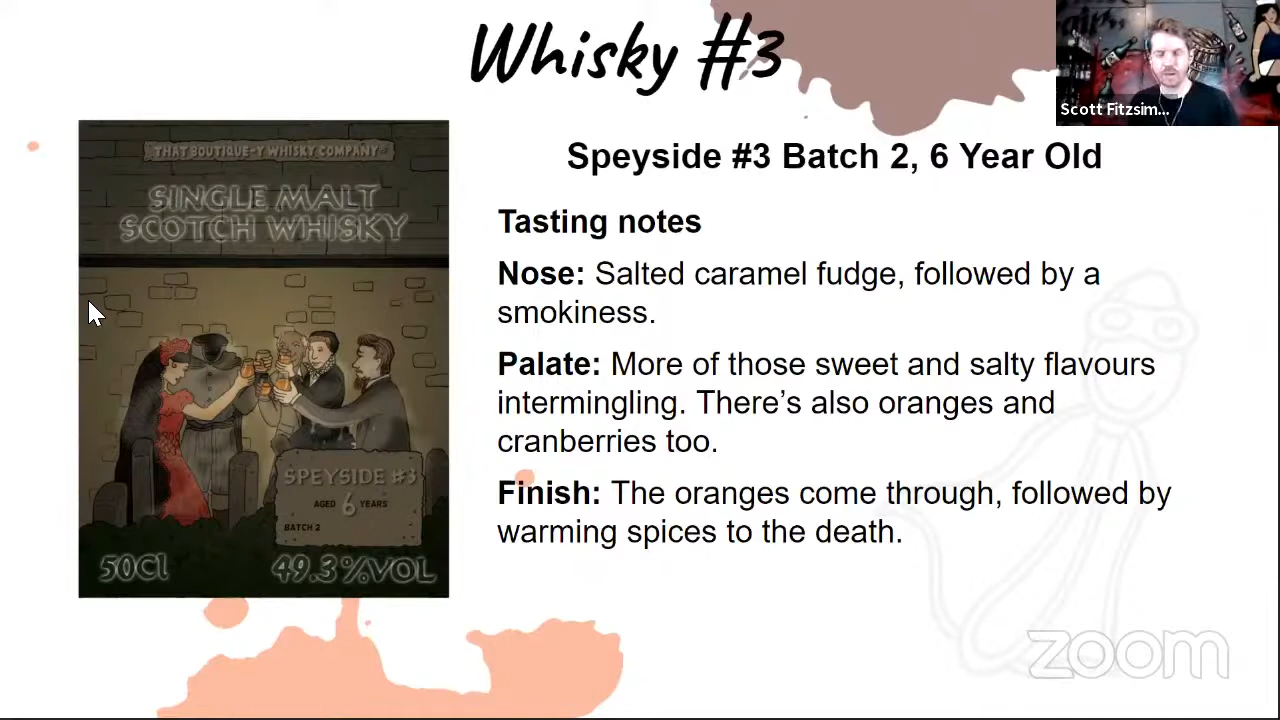 Whisky #3
Scott Fitzsim...
THAT BOUTIQUE-Y WHISKY COMPANY®
SINGLE MALT
SCOTCH WHISKY
SPEYSIDE #3
AGED 6 YEARS
BATCH 2
50Cl
49.3%VOL
Speyside #3 Batch 2, 6 Year Old
Tasting notes
Nose: Salted caramel fudge, followed by a
smokiness.
Palate: More of those sweet and salty flavours
intermingling. There’s also oranges and
cranberries too.
Finish: The oranges come through, followed by
warming spices to the death.
zoom